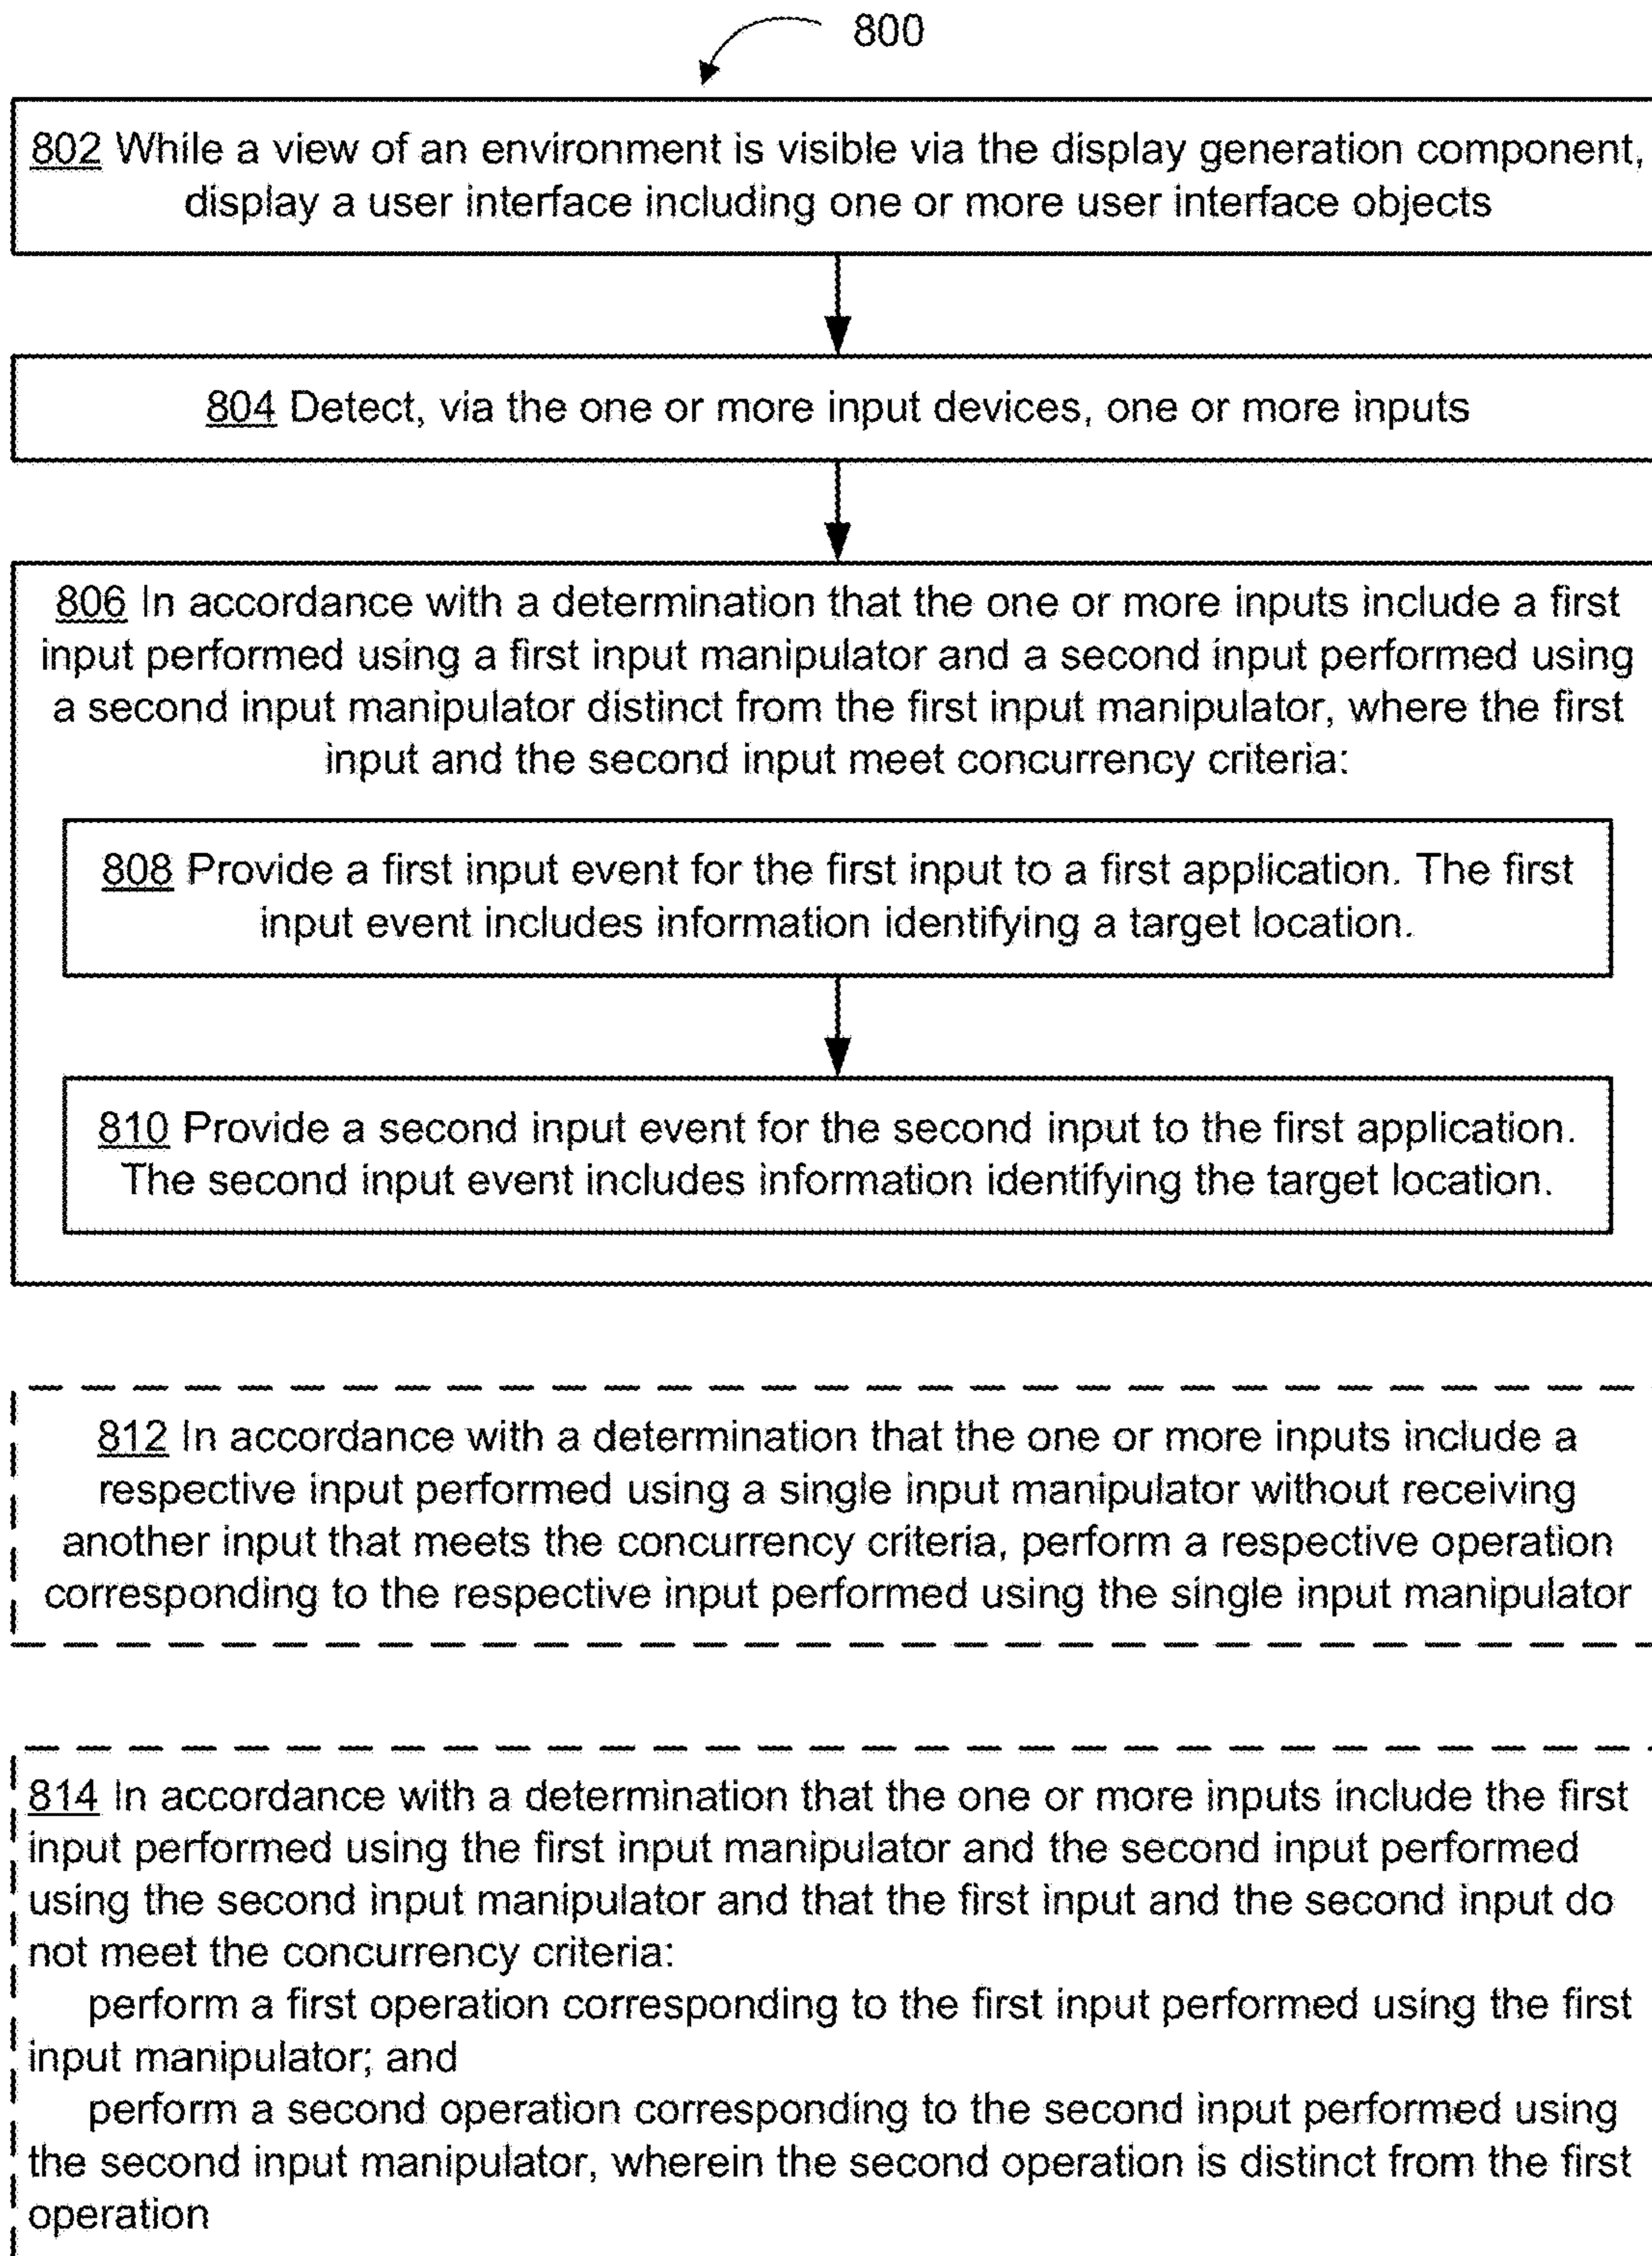 800
802 While a view of an environment is visible via the display generation component,
display a user interface including one or more user interface objects
804 Detect, via the one or more input devices, one or more inputs
806 In accordance with a determination that the one or more inputs include a first
input performed using a first input manipulator and a second input performed using
a second input manipulator distinct from the first input manipulator, where the first
input and the second input meet concurrency criteria:
808 Provide a first input event for the first input to a first application. The first
input event includes information identifying a target location.
810 Provide a second input event for the second input to the first application.
The second input event includes information identifying the target location.
812 In accordance with a determination that the one or more inputs include a
respective input performed using a single input manipulator without receiving
another input that meets the concurrency criteria, perform a respective operation
corresponding to the respective input performed using the single input manipulator
814 In accordance with a determination that the one or more inputs include the first
input performed using the first input manipulator and the second input performed
using the second input manipulator and that the first input and the second input do
not meet the concurrency criteria:
perform a first operation corresponding to the first input performed using the first
input manipulator; and
perform a second operation corresponding to the second input performed using
the second input manipulator, wherein the second operation is distinct from the first
operation